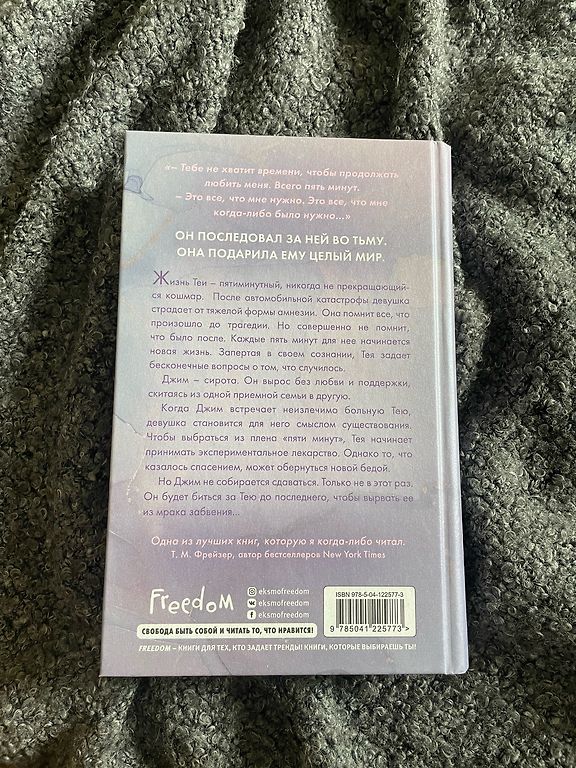 «– Тебе не хватит времени, чтобы продолжать
любить меня. Всего пять минут.
– Это все, что мне нужно. Это все, что мне
когда-либо было нужно...»
ОН ПОСЛЕДОВАЛ ЗА НЕЙ ВО ТЬМУ.
ОНА ПОДАРИЛА ЕМУ ЦЕЛЫЙ МИР.
Жизнь Теи – пятиминутный, никогда не прекращающий-
ся кошмар. После автомобильной катастрофы девушка
страдает от тяжелой формы амнезии. Она помнит все, что
произошло до трагедии. Но совершенно не помнит,
что было после. Каждые пять минут для нее начинается
новая жизнь. Запертая в своем сознании, Тея задает
бесконечные вопросы о том, что случилось.
Джим – сирота. Он вырос без любви и поддержки,
скитаясь из одной приемной семьи в другую.
Когда Джим встречает неизлечимо больную Тею,
девушка становится для него смыслом существования.
Чтобы выбраться из плена «пяти минут», Тея начинает
принимать экспериментальное лекарство. Однако то, что
казалось спасением, может обернуться новой бедой.
Но Джим не собирается сдаваться. Только не в этот раз.
Он будет биться за Тею до последнего, чтобы вырвать ее
из мрака забвения...
Одна из лучших книг, которую я когда-либо читал.
Т. М. Фрейзер, автор бестселлеров New York Times
Freedom
eksmofreedom
eksmofreedom
eksmofreedom
ISBN 978-5-04-122577-3
9 785041 225773 >
СВОБОДА БЫТЬ СОБОЙ И ЧИТАТЬ ТО, ЧТО НРАВИТСЯ!
FREEDOM – КНИГИ ДЛЯ ТЕХ, КТО ЗАДАЕТ ТРЕНДЫ! КНИГИ, КОТОРЫЕ ВЫБИРАЕШЬ ТЫ!